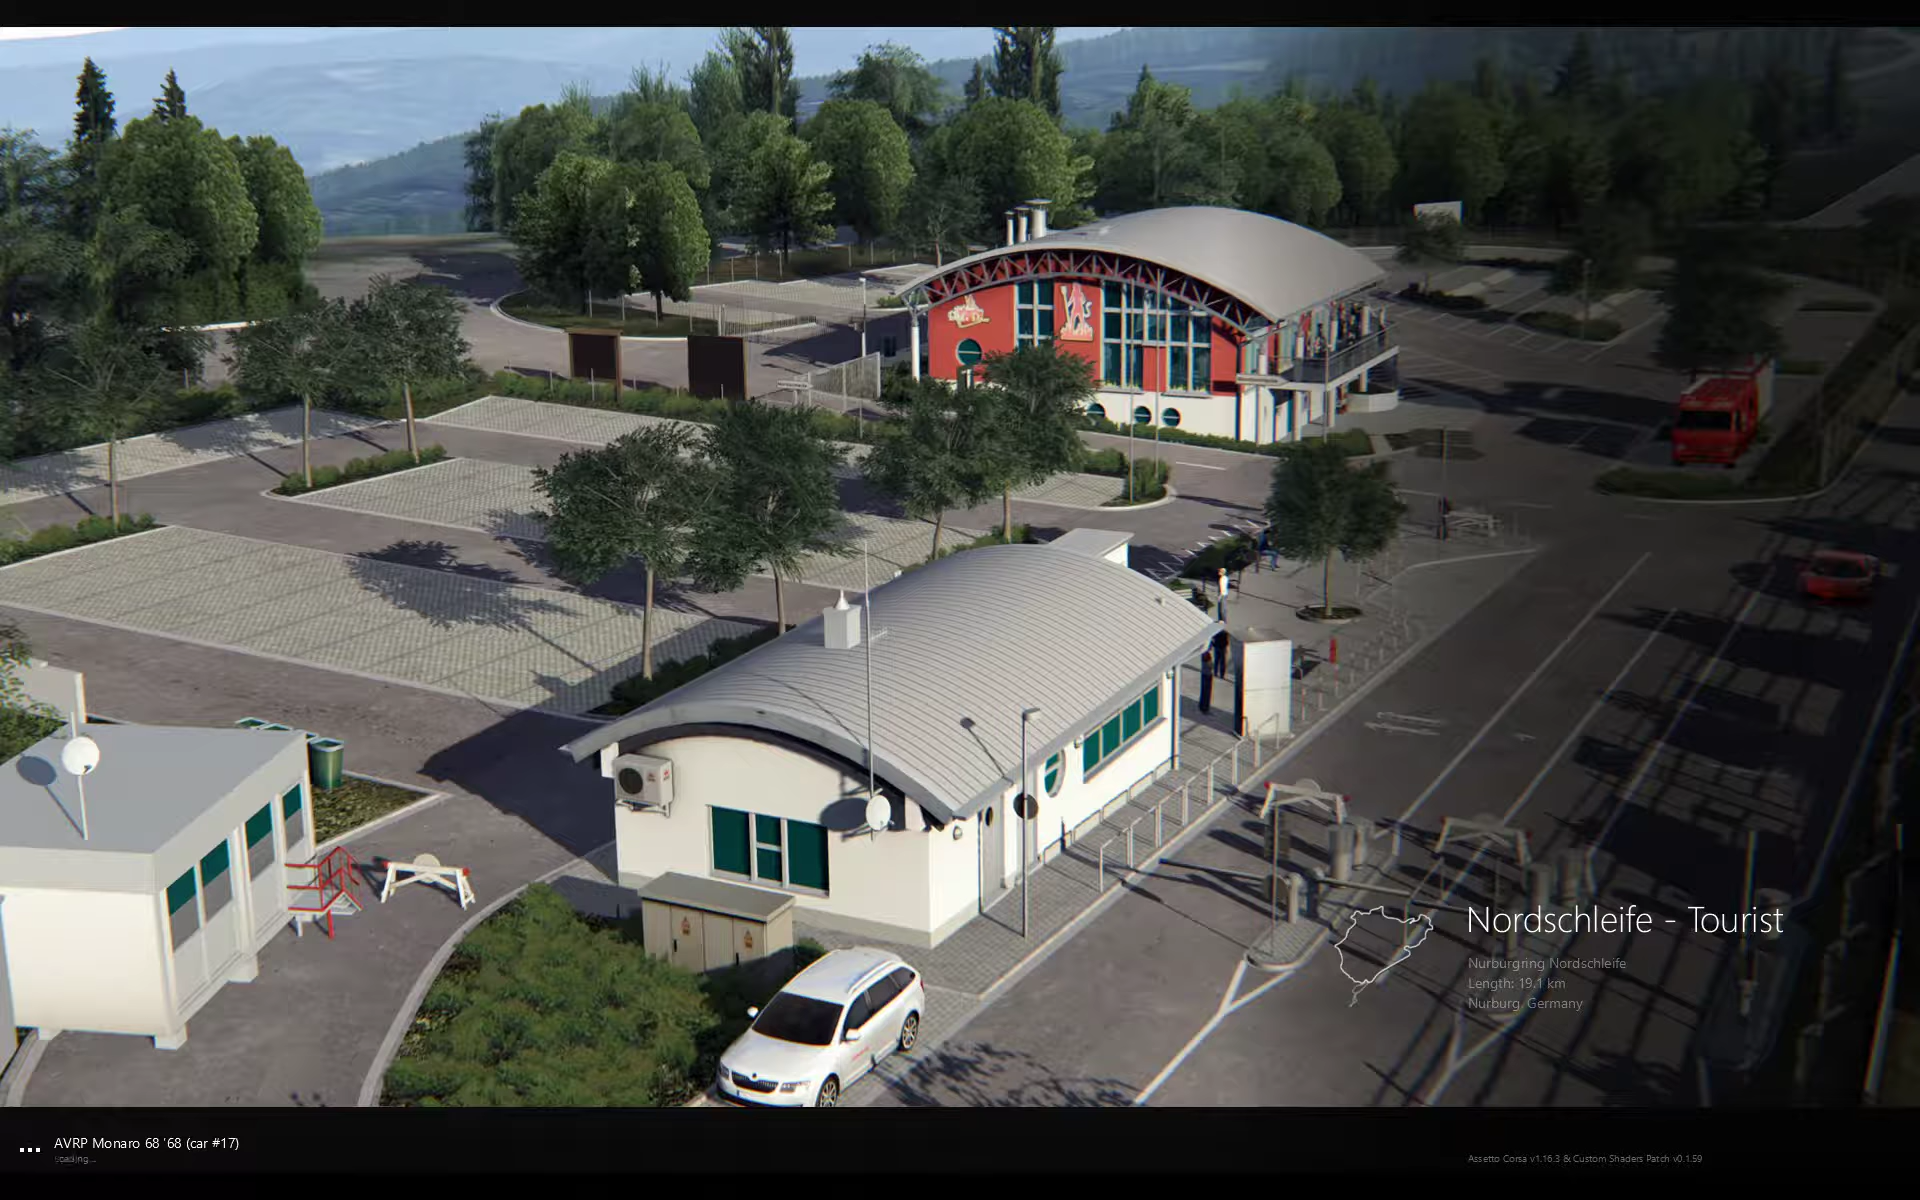 Nordschleife - Tourist
Nurburgring Nordschleife
Length: 19.1 km
Nurburg, Germany
AVRP Monaro 68 '68 (car #17)
Loading...
Assetto Corsa v1.16.3 & Custom Shaders Patch v0.1.59